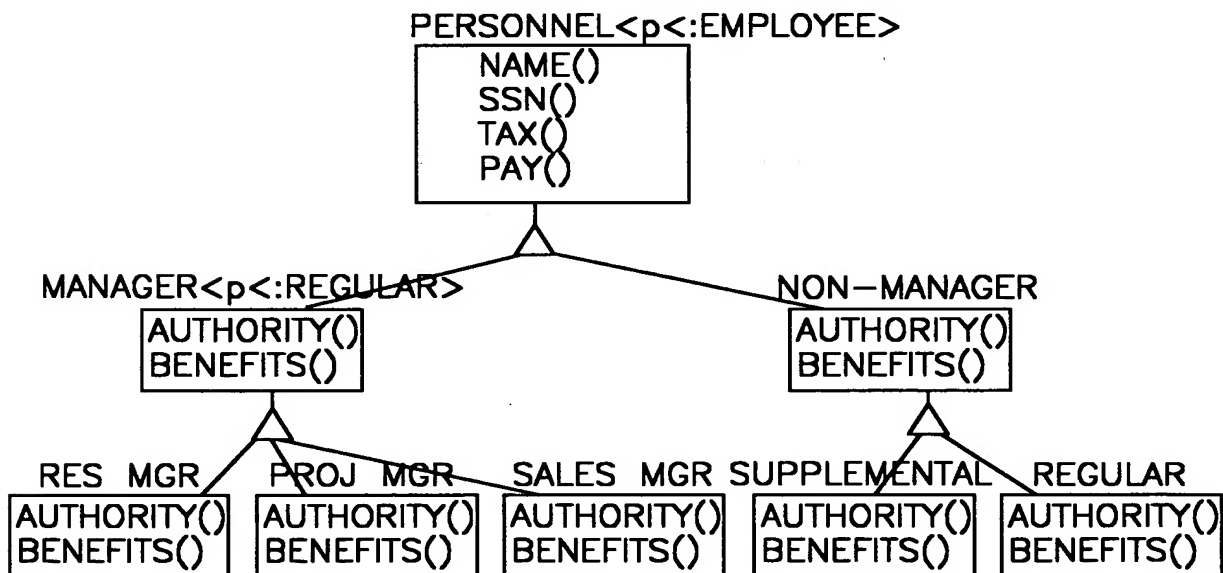 PERSONNEL<p<:EMPLOYEE>
NAME()
SSN()
TAX()
PAY()
MANAGER<p<:REGULAR>
NON-MANAGER
AUTHORITY()
BENEFITS()
AUTHORITY()
BENEFITS()
RES MGR
PROJ MGR
SALES MGR
SUPPLEMENTAL
REGULAR
AUTHORITY()
BENEFITS()
AUTHORITY()
BENEFITS()
AUTHORITY()
BENEFITS()
AUTHORITY()
BENEFITS()
AUTHORITY()
BENEFITS()